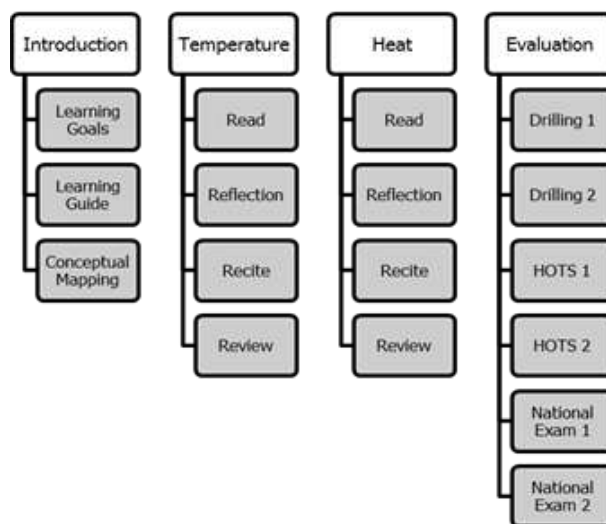 Introduction
Learning
Goals
Learning
Guide
Conceptual
Mapping
Temperature
Read
Reflection
Recite
Review
Heat
Read
Reflection
Recite
Review
Evaluation
Drilling 1
Drilling 2
HOTS 1
HOTS 2
National
Exam 1
National
Exam 2